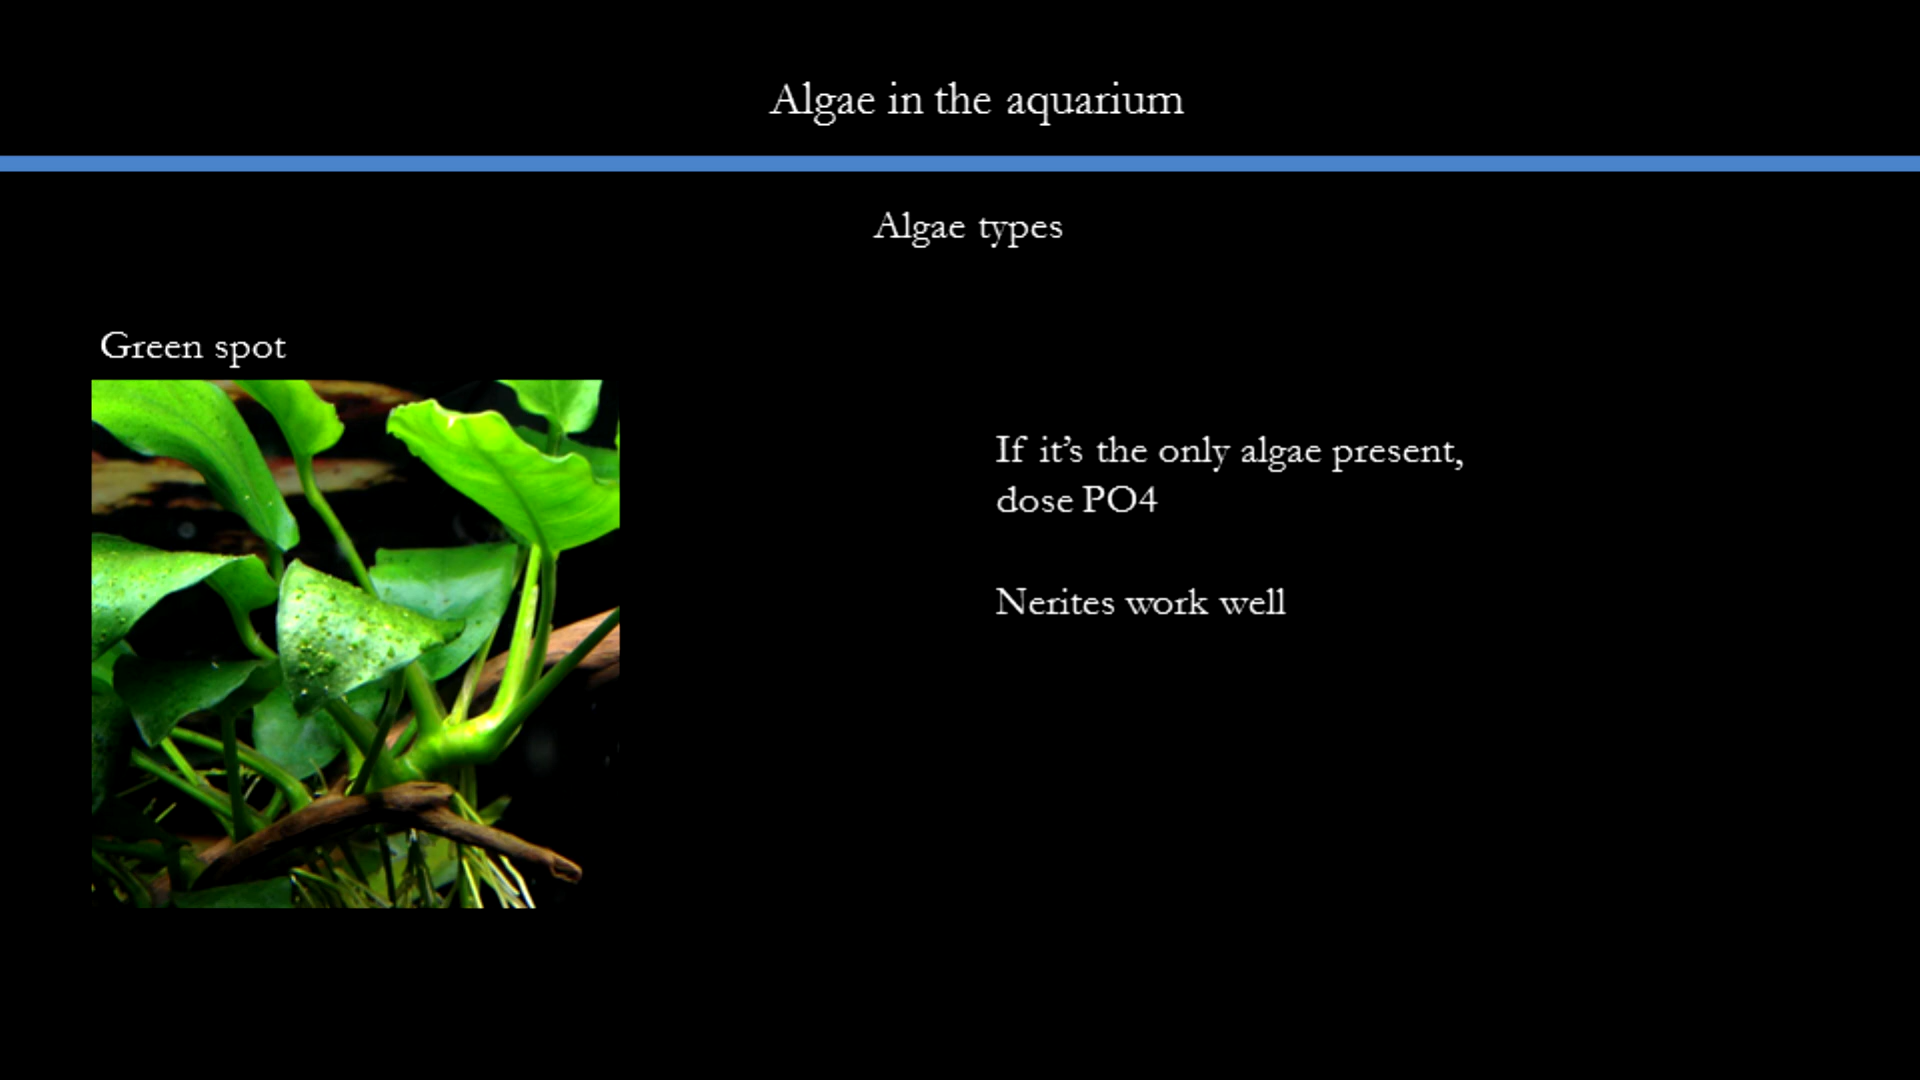 Algae in the aquarium
Algae types
Green spot
If it’s the only algae present,
dose PO4
Nerites work well